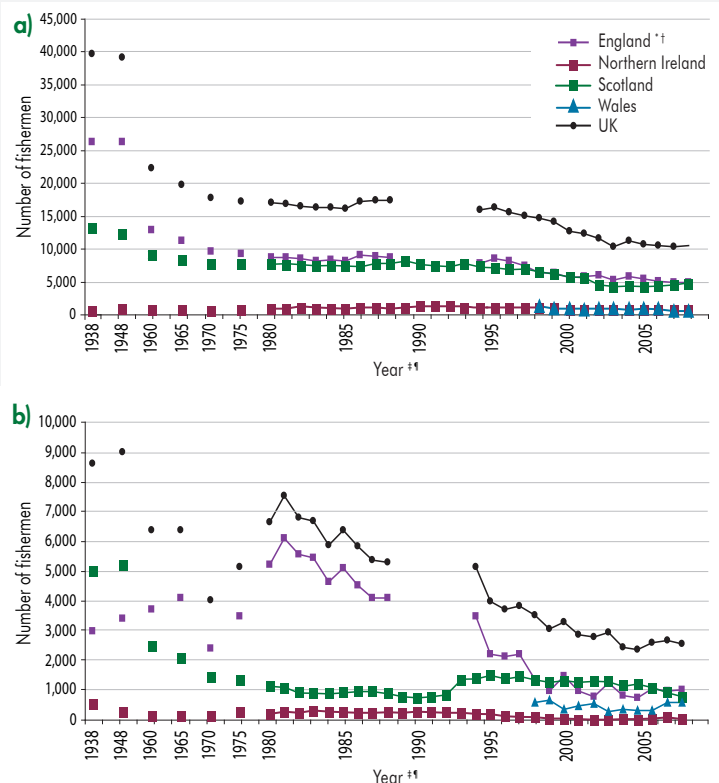 a)
45,000
40,000
35,000
30,000
25,000
20,000
15,000
10,000
5,000
0
Number of fishermen
England *†
Northern Ireland
Scotland
Wales
UK
1938 1948 1960 1965 1970 1975 1980 1985 1990 1995 2000 2005
Year ‡¶
b)
10,000
9,000
8,000
7,000
6,000
5,000
4,000
3,000
2,000
1,000
0
Number of fishermen
1938 1948 1960 1965 1970 1975 1980 1985 1990 1995 2000 2005
Year ‡¶